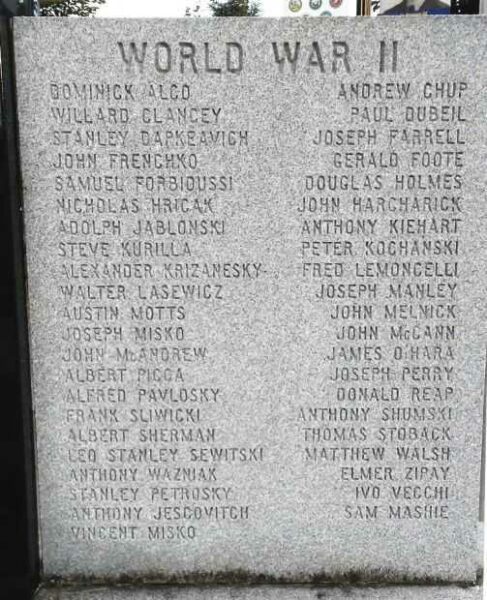 WORLD WAR II
DOMINICK ALCO
WILLARD CLANCEY
STANLEY DAPKEAVICH
JOHN FRENCHKO
SAMUEL FORBIOUSSI
NICHOLAS HRICAK
ADOLPH JABLONSKI
STEVE KURILLA
ALEXANDER KRIZANESKY
WALTER LASEWICZ
AUSTIN MOTTS
JOSEPH MISKO
JOHN McANDREW
ALBERT PICCA
ALFRED PAVLOSKY
FRANK SLIWICKI
ALBERT SHERMAN
LEO STANLEY SEWITSKI
ANTHONY WAZNIAK
STANLEY PETROSKY
ANTHONY JESCOVITCH
VINCENT MISKO
ANDREW CHUP
PAUL DUBEIL
JOSEPH FARRELL
GERALD FOOTE
DOUGLAS HOLMES
JOHN HARCHARICK
ANTHONY KIEHART
PETER KOCHANSKI
FRED LEMONCELLI
JOSEPH MANLEY
JOHN MELNICK
JOHN McCANN
JAMES O'HARA
JOSEPH PERRY
DONALD REAP
ANTHONY SHUMSKI
THOMAS STOBACK
MATTHEW WALSH
ELMER ZIPAY
IVO VECCHI
SAM MASHIE